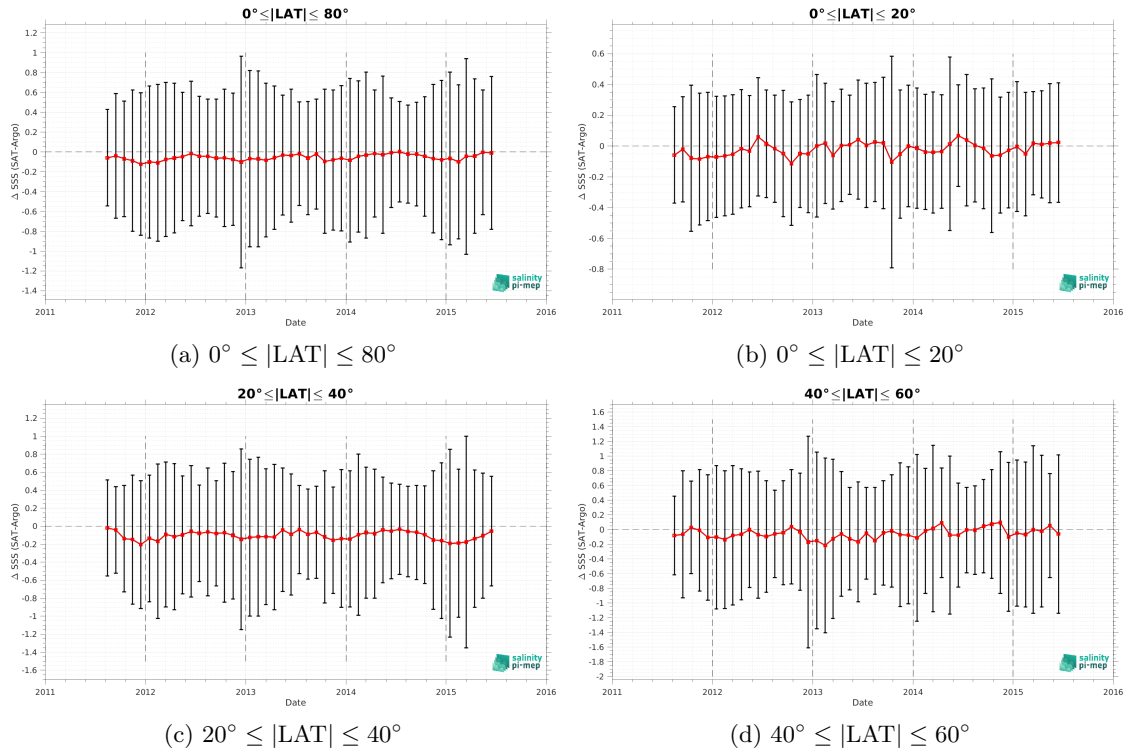 0°≤|LAT|≤ 80°
Δ SSS (SAT-Argo)
1.2
1
0.8
0.6
0.4
0.2
0
-0.2
-0.4
-0.6
-0.8
-1
-1.2
-1.4
2011 2012 2013 2014 2015 2016
Date
salinity
pi-mep
(a) 0° ≤ |LAT| ≤ 80°
0°≤|LAT|≤ 20°
Δ SSS (SAT-Argo)
0.6
0.4
0.2
0
-0.2
-0.4
-0.6
-0.8
2011 2012 2013 2014 2015 2016
Date
salinity
pi-mep
(b) 0° ≤ |LAT| ≤ 20°
20°≤|LAT|≤ 40°
Δ SSS (SAT-Argo)
1.2
1
0.8
0.6
0.4
0.2
0
-0.2
-0.4
-0.6
-0.8
-1
-1.2
-1.4
-1.6
2011 2012 2013 2014 2015 2016
Date
salinity
pi-mep
(c) 20° ≤ |LAT| ≤ 40°
40°≤|LAT|≤ 60°
Δ SSS (SAT-Argo)
1.6
1.4
1.2
1
0.8
0.6
0.4
0.2
0
-0.2
-0.4
-0.6
-0.8
-1
-1.2
-1.4
-1.6
-1.8
-2
2011 2012 2013 2014 2015 2016
Date
salinity
pi-mep
(d) 40° ≤ |LAT| ≤ 60°